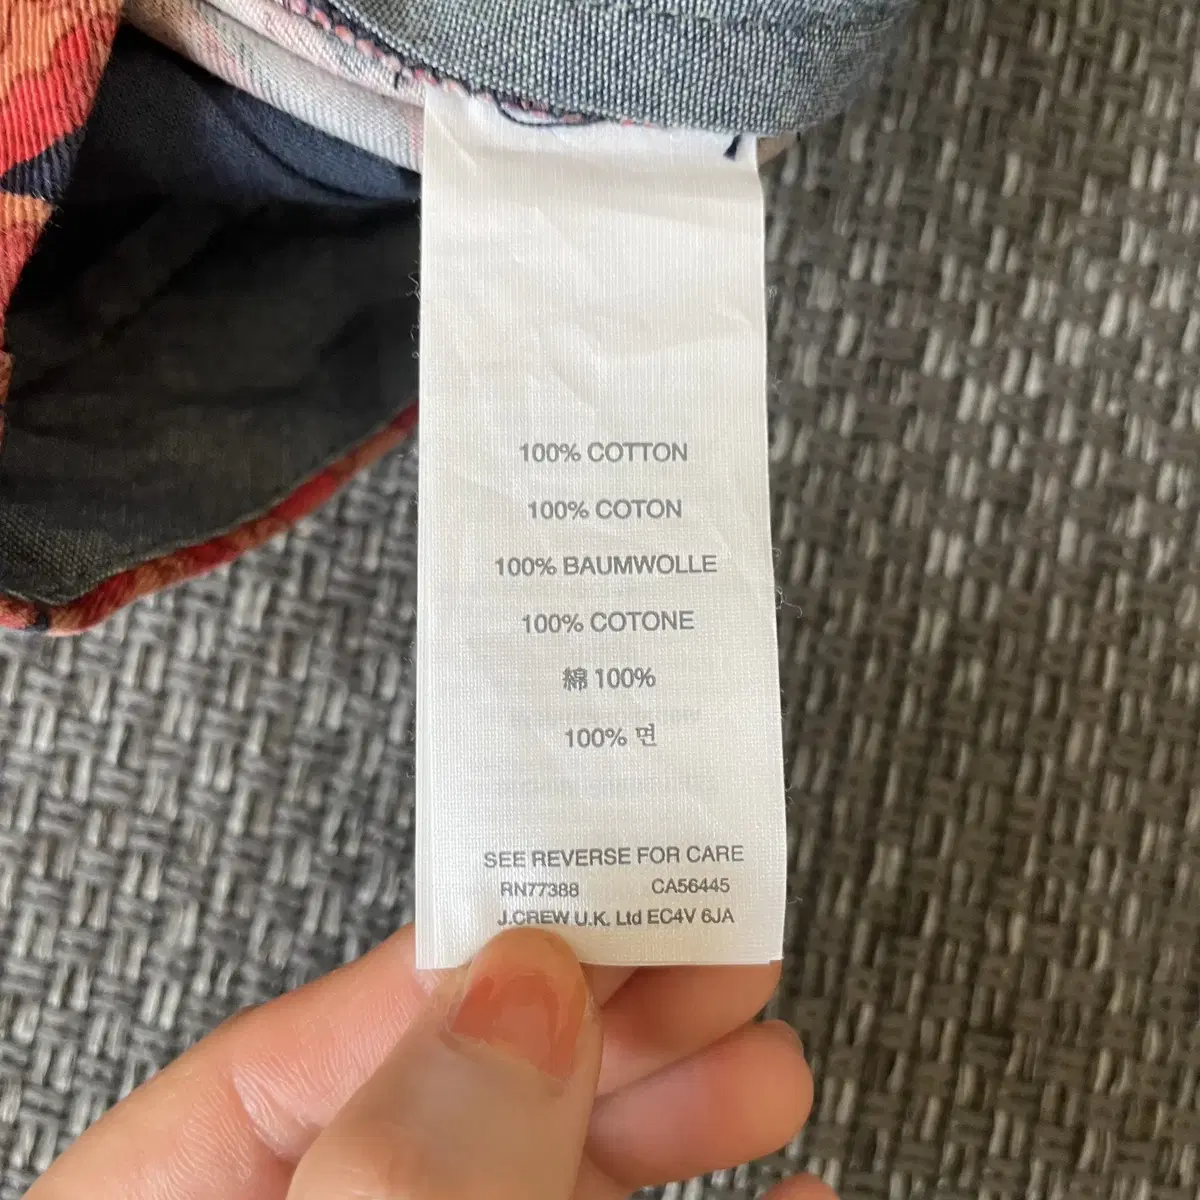 100% COTTON
100% COTON
100% BAUMWOLLE
100% COTONE
綿 100%
100% 면
SEE REVERSE FOR CARE
RN77388 CA56445
J.CREW U.K. Ltd EC4V 6JA